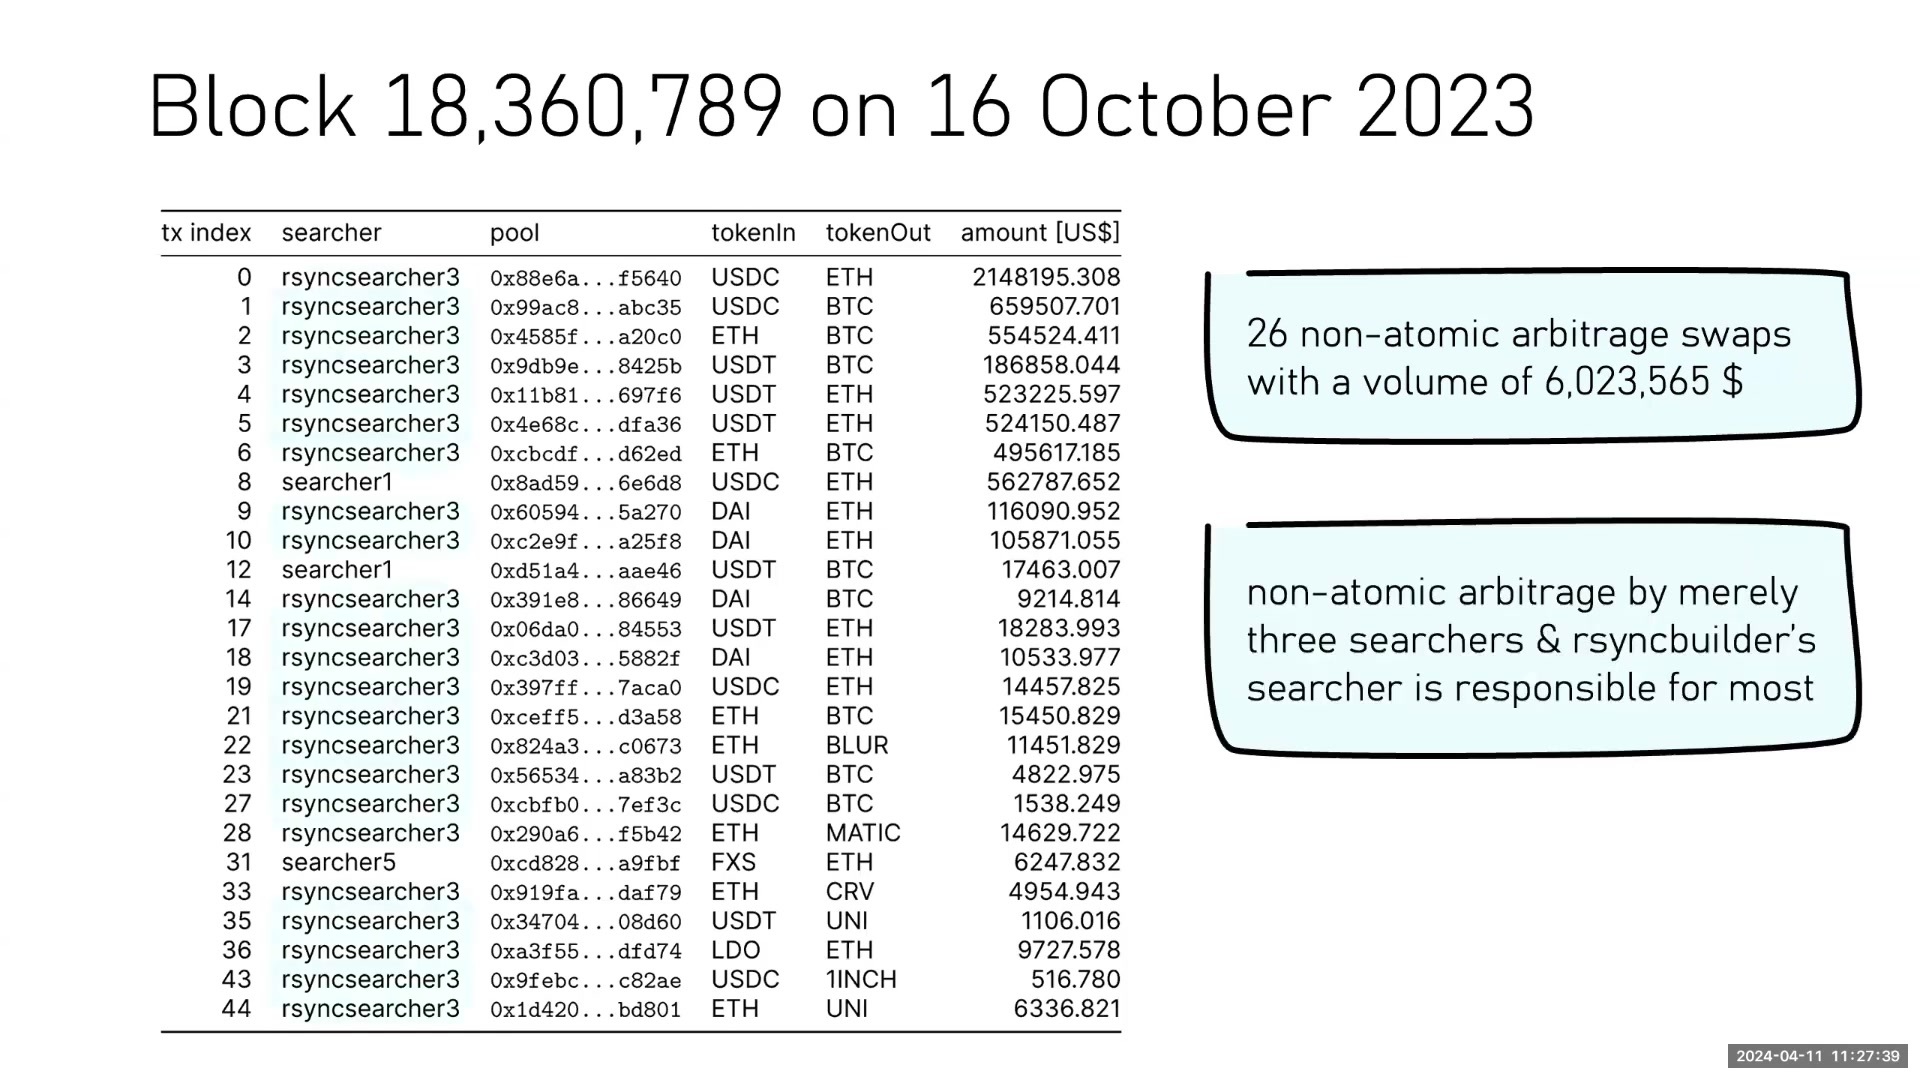 Block 18,360,789 on 16 October 2023
tx index searcher pool tokenIn tokenOut amount [US$]
0 rsyncsearcher3 0x88e6a...f5640 USDC ETH 2148195.308
1 rsyncsearcher3 0x99ac8...abc35 USDC BTC 659507.701
2 rsyncsearcher3 0x4585f...a20c0 ETH BTC 554524.411
3 rsyncsearcher3 0x9db9e...8425b USDT BTC 186858.044
4 rsyncsearcher3 0x11b81...697f6 USDT ETH 523225.597
5 rsyncsearcher3 0x4e68c...dfa36 USDT ETH 524150.487
6 rsyncsearcher3 0xcbcdf...d62ed ETH BTC 495617.185
8 searcher1 0x8ad59...6e6d8 USDC ETH 562787.652
9 rsyncsearcher3 0x60594...5a270 DAI ETH 116090.952
10 rsyncsearcher3 0xc2e9f...a25f8 DAI ETH 105871.055
12 searcher1 0xd51a4...aae46 USDT BTC 17463.007
14 rsyncsearcher3 0x391e8...86649 DAI BTC 9214.814
17 rsyncsearcher3 0x06da0...84553 USDT ETH 18283.993
18 rsyncsearcher3 0xc3d03...5882f DAI ETH 10533.977
19 rsyncsearcher3 0x397ff...7aca0 USDC ETH 14457.825
21 rsyncsearcher3 0xceff5...d3a58 ETH BTC 15450.829
22 rsyncsearcher3 0x824a3...c0673 ETH BLUR 11451.829
23 rsyncsearcher3 0x56534...a83b2 USDT BTC 4822.975
27 rsyncsearcher3 0xcbfb0...7ef3c USDC BTC 1538.249
28 rsyncsearcher3 0x290a6...f5b42 ETH MATIC 14629.722
31 searcher5 0xcd828...a9fbf FXS ETH 6247.832
33 rsyncsearcher3 0x919fa...daf79 ETH CRV 4954.943
35 rsyncsearcher3 0x34704...08d60 USDT UNI 1106.016
36 rsyncsearcher3 0xa3f55...dfd74 LDO ETH 9727.578
43 rsyncsearcher3 0x9febc...c82ae USDC 1INCH 516.780
44 rsyncsearcher3 0x1d420...bd801 ETH UNI 6336.821
26 non-atomic arbitrage swaps
with a volume of 6,023,565 $
non-atomic arbitrage by merely
three searchers & rsyncbuilder's
searcher is responsible for most
2024-04-11 11:27:39